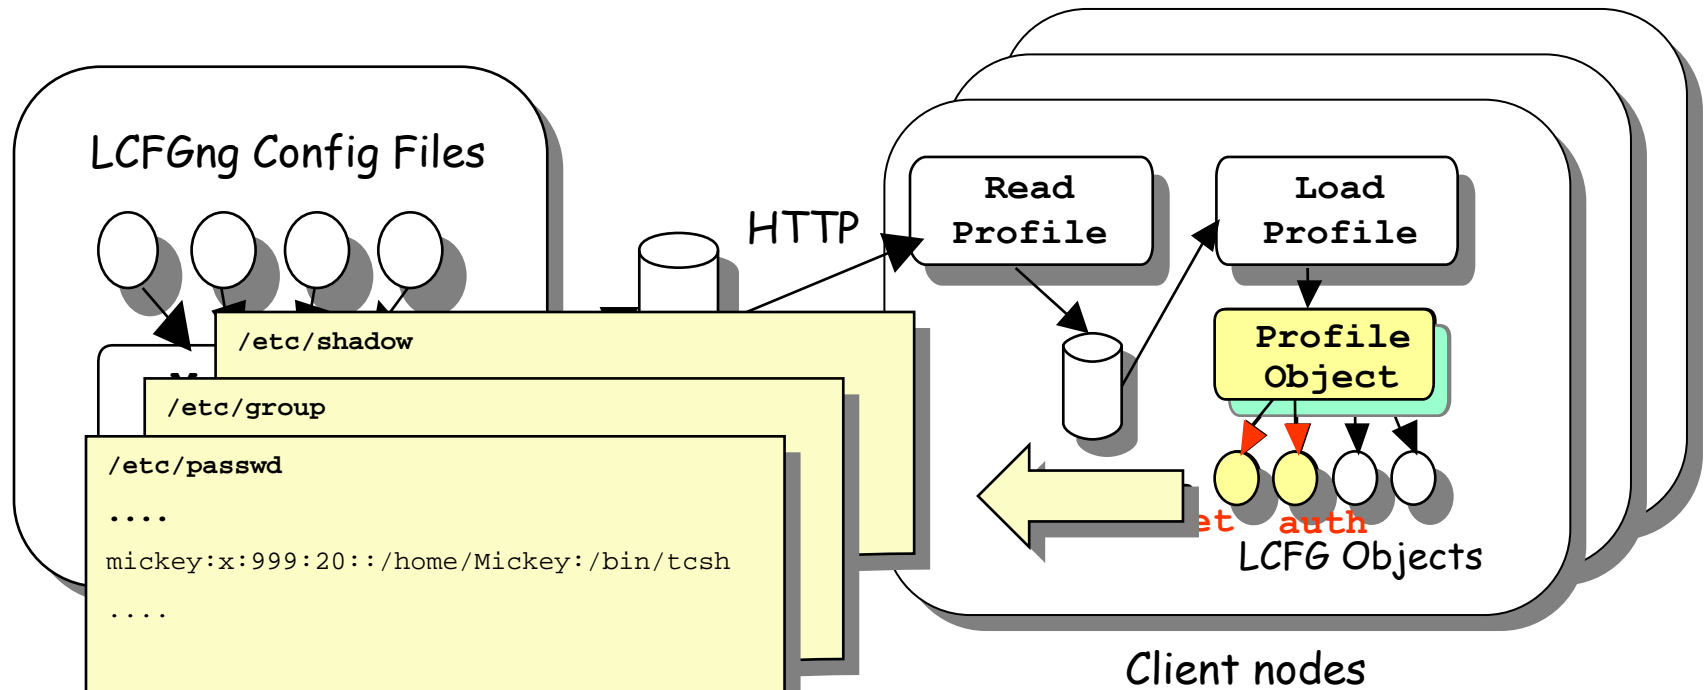 LCFGng Config Files
HTTP
Read
Profile
Load
Profile
Profile
Object
/etc/shadow
/etc/group
/etc/passwd
....
mickey:x:999:20::/home/Mickey:/bin/tcsh
....
auth
LCFG Objects
Client nodes